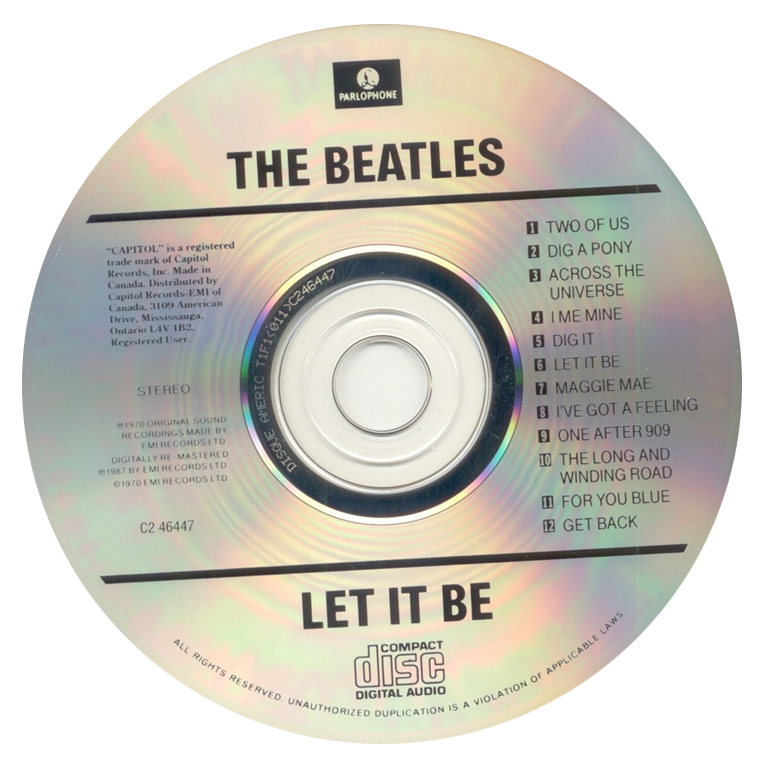 PARLOPHONE
THE BEATLES
"CAPITOL" is a registered
trade mark of Capitol
Records, Inc. Made in
Canada. Distributed by
Capitol Records-EMI of
Canada, 3109 American
Drive, Mississauga,
Ontario L4V 1B2,
Registered User.
STEREO
℗1970 ORIGINAL SOUND
RECORDINGS MADE BY
EMI RECORDS LTD
DIGITALLY RE-MASTERED
℗1987 BY EMI RECORDS LTD
©1970 EMI RECORDS LTD
C2 46447
DISQUE AMERIC T1F1<011>C246447
1 TWO OF US
2 DIG A PONY
3 ACROSS THE
UNIVERSE
4 I ME MINE
5 DIG IT
6 LET IT BE
7 MAGGIE MAE
8 I'VE GOT A FEELING
9 ONE AFTER 909
10 THE LONG AND
WINDING ROAD
11 FOR YOU BLUE
12 GET BACK
LET IT BE
COMPACT
disc
DIGITAL AUDIO
ALL RIGHTS RESERVED. UNAUTHORIZED DUPLICATION IS A VIOLATION OF APPLICABLE LAWS.